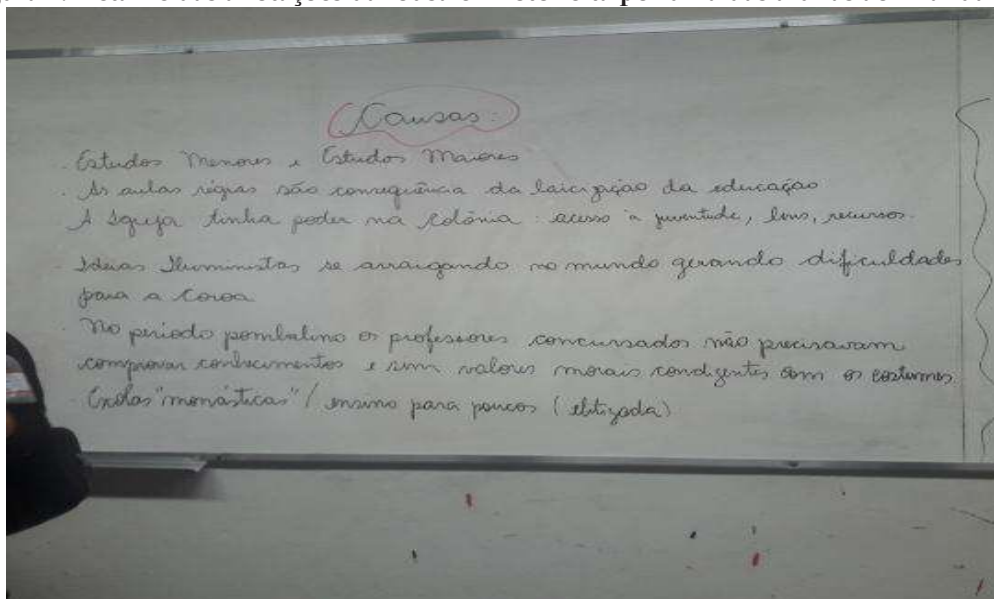 Causas:
. Estudos Menores e Estudos Maiores
. As aulas régias são consequência da laicização da educação
A Igreja tinha poder na colônia: acesso à juventude, bens, recursos.
. Ideias Iluministas se arraigando no mundo gerando dificuldades
para a Coroa
. No período pombalino os professores concursados não precisavam
comprovar conhecimentos e sim valores morais condizentes com os costumes.
. Escolas "monásticas" / ensino para poucos (elitizada)